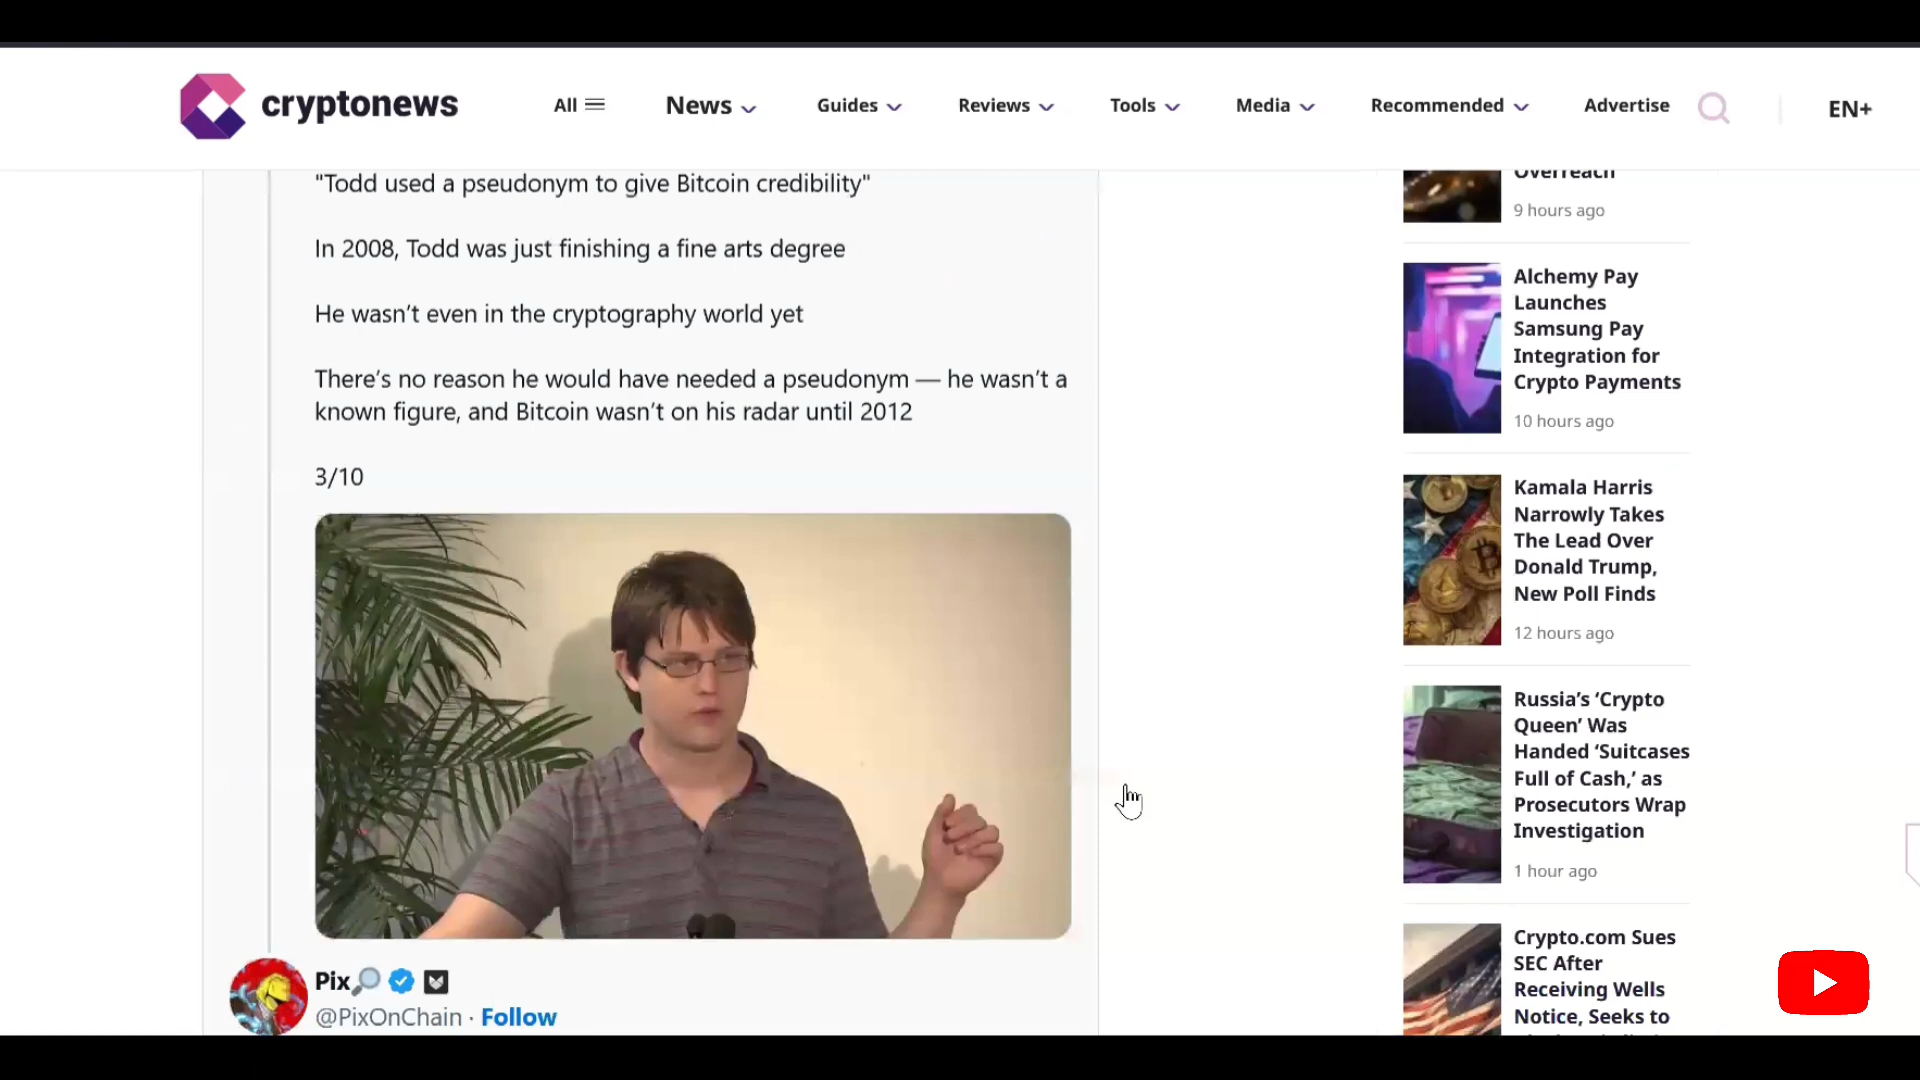 cryptonews
All
News
Guides
Reviews
Tools
Media
Recommended
Advertise
EN+
"Todd used a pseudonym to give Bitcoin credibility"
In 2008, Todd was just finishing a fine arts degree
He wasn’t even in the cryptography world yet
There’s no reason he would have needed a pseudonym — he wasn’t a
known figure, and Bitcoin wasn’t on his radar until 2012
3/10
Pix
@PixOnChain · Follow
Overreach
9 hours ago
Alchemy Pay
Launches
Samsung Pay
Integration for
Crypto Payments
10 hours ago
Kamala Harris
Narrowly Takes
The Lead Over
Donald Trump,
New Poll Finds
12 hours ago
Russia’s ‘Crypto
Queen’ Was
Handed ‘Suitcases
Full of Cash,’ as
Prosecutors Wrap
Investigation
1 hour ago
Crypto.com Sues
SEC After
Receiving Wells
Notice, Seeks to